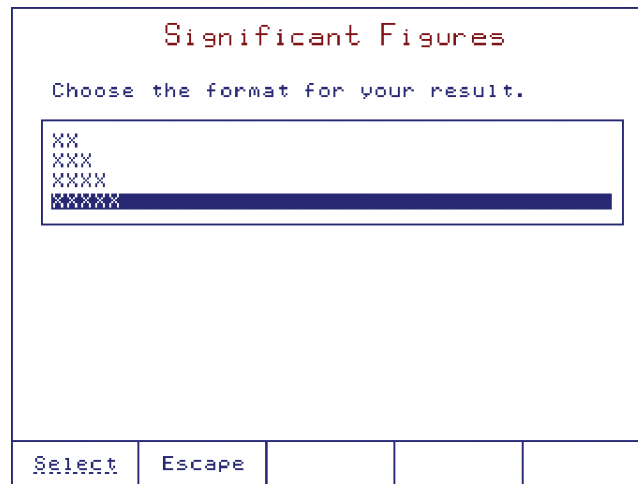 Significant Figures
Choose the format for your result.
XX
XXX
XXXX
XXXXX
Select Escape